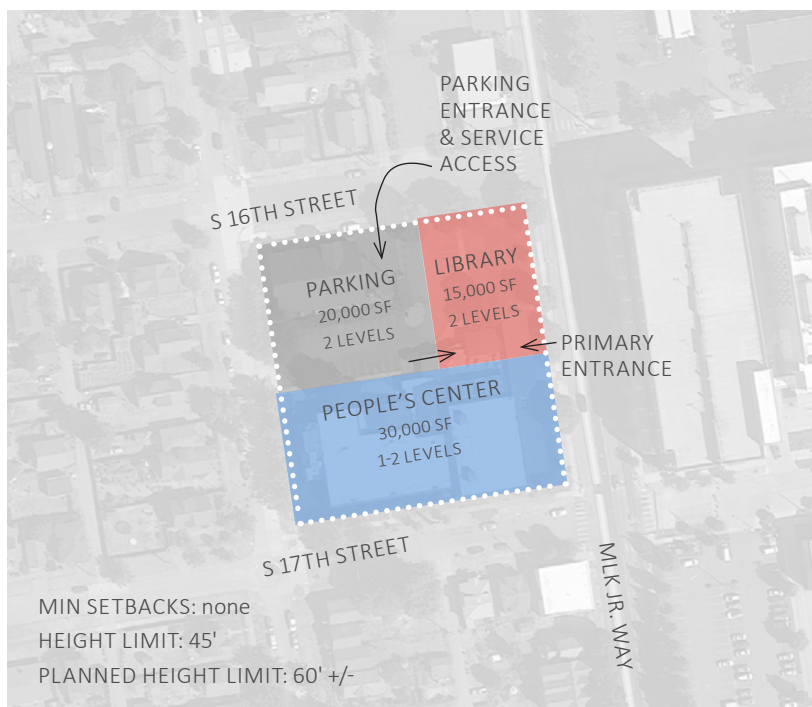 PARKING
ENTRANCE
& SERVICE
ACCESS
S 16TH STREET
LIBRARY
15,000 SF
2 LEVELS
PARKING
20,000 SF
2 LEVELS
PRIMARY
ENTRANCE
PEOPLE'S CENTER
30,000 SF
1-2 LEVELS
S 17TH STREET
MLK JR. WAY
MIN SETBACKS: none
HEIGHT LIMIT: 45'
PLANNED HEIGHT LIMIT: 60' +/-